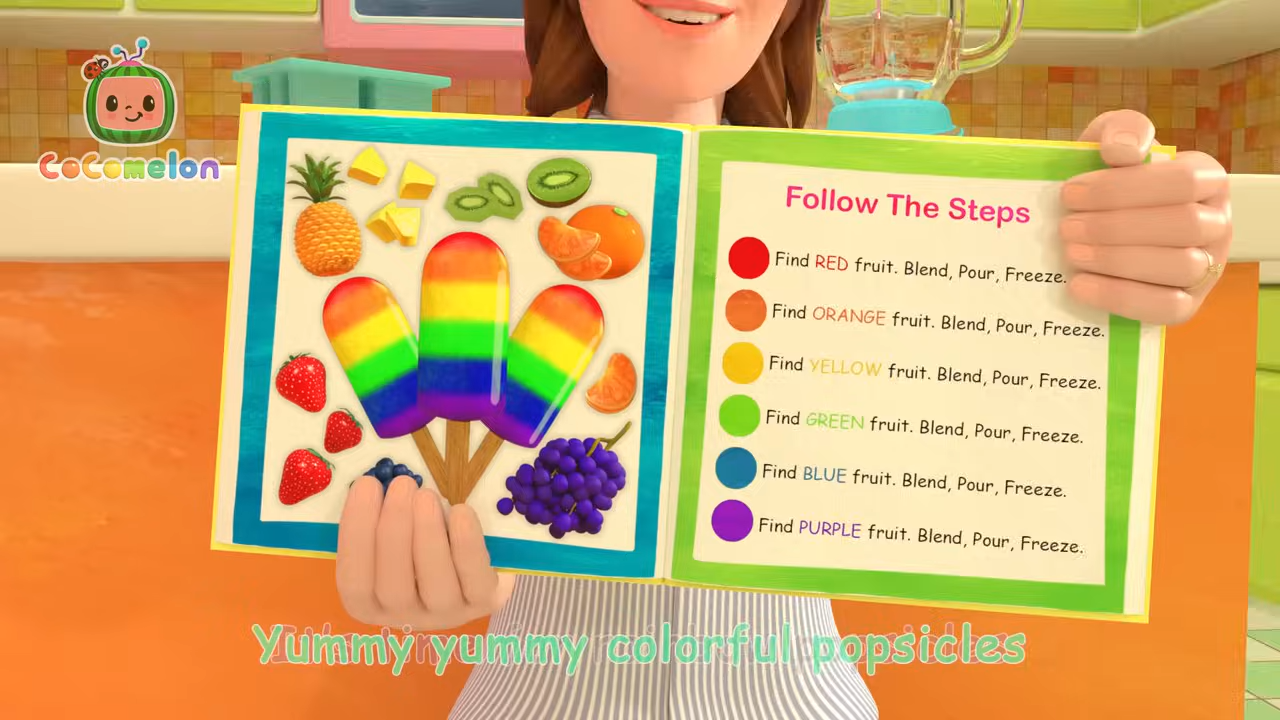 CoComelon
Follow The Steps
Find RED fruit. Blend, Pour, Freeze.
Find ORANGE fruit. Blend, Pour, Freeze.
Find YELLOW fruit. Blend, Pour, Freeze.
Find GREEN fruit. Blend, Pour, Freeze.
Find BLUE fruit. Blend, Pour, Freeze.
Find PURPLE fruit. Blend, Pour, Freeze.
Yummy yummy colorful popsicles